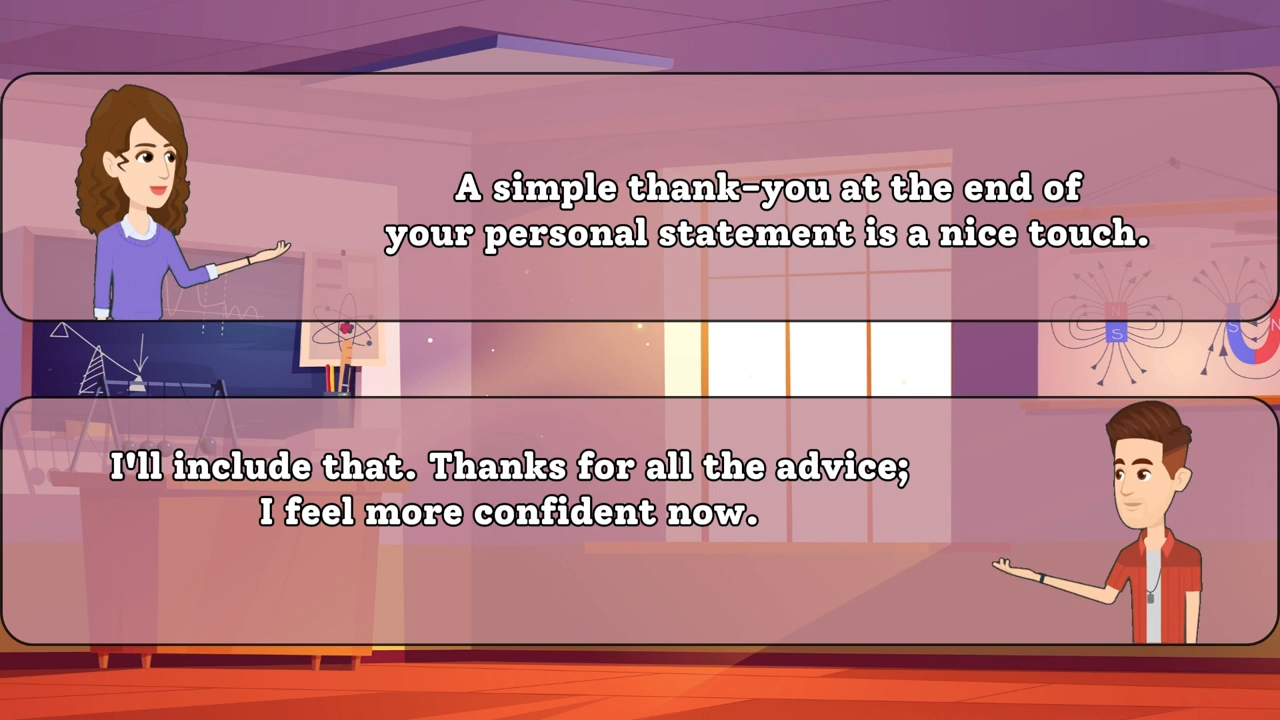 A simple thank-you at the end of
your personal statement is a nice touch.
N
S
S
N
I'll include that. Thanks for all the advice;
I feel more confident now.